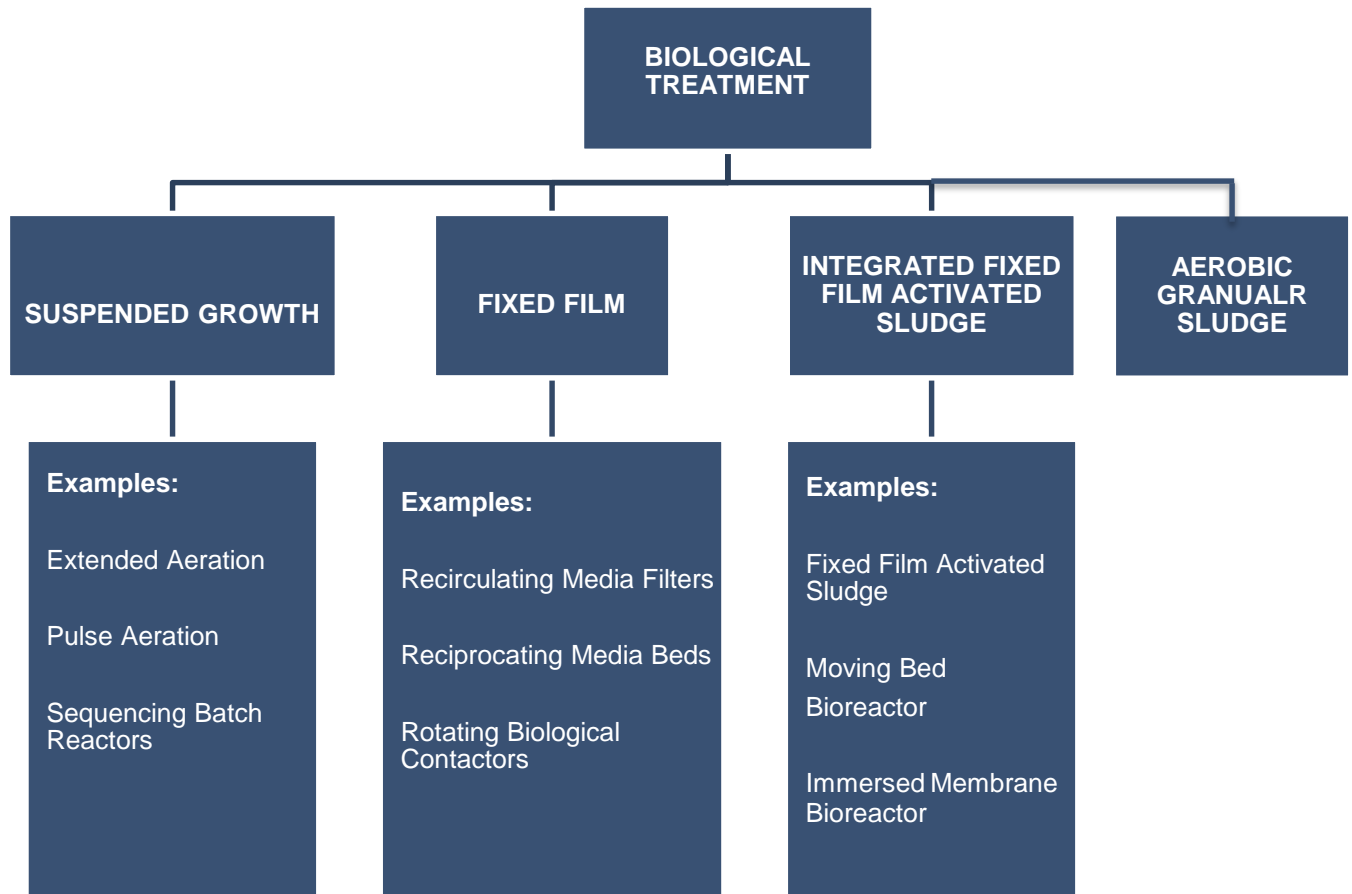 BIOLOGICAL
TREATMENT
SUSPENDED GROWTH
FIXED FILM
INTEGRATED FIXED
FILM ACTIVATED
SLUDGE
AEROBIC
GRANUALR
SLUDGE
Examples:
Extended Aeration
Pulse Aeration
Sequencing Batch
Reactors
Examples:
Recirculating Media Filters
Reciprocating Media Beds
Rotating Biological
Contactors
Examples:
Fixed Film Activated
Sludge
Moving Bed
Bioreactor
Immersed Membrane
Bioreactor